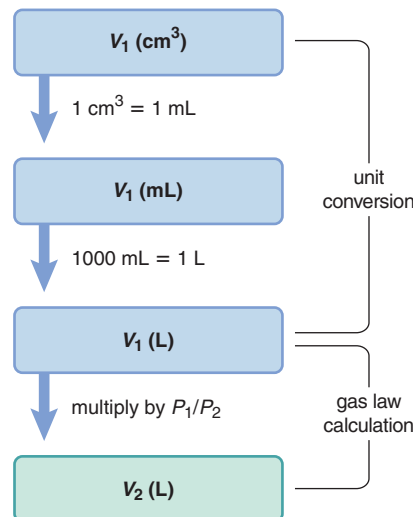 V₁ (cm³)
1 cm³ = 1 mL
V₁ (mL)
unit
conversion
1000 mL = 1 L
V₁ (L)
gas law
calculation
multiply by P₁/P₂
V₂ (L)